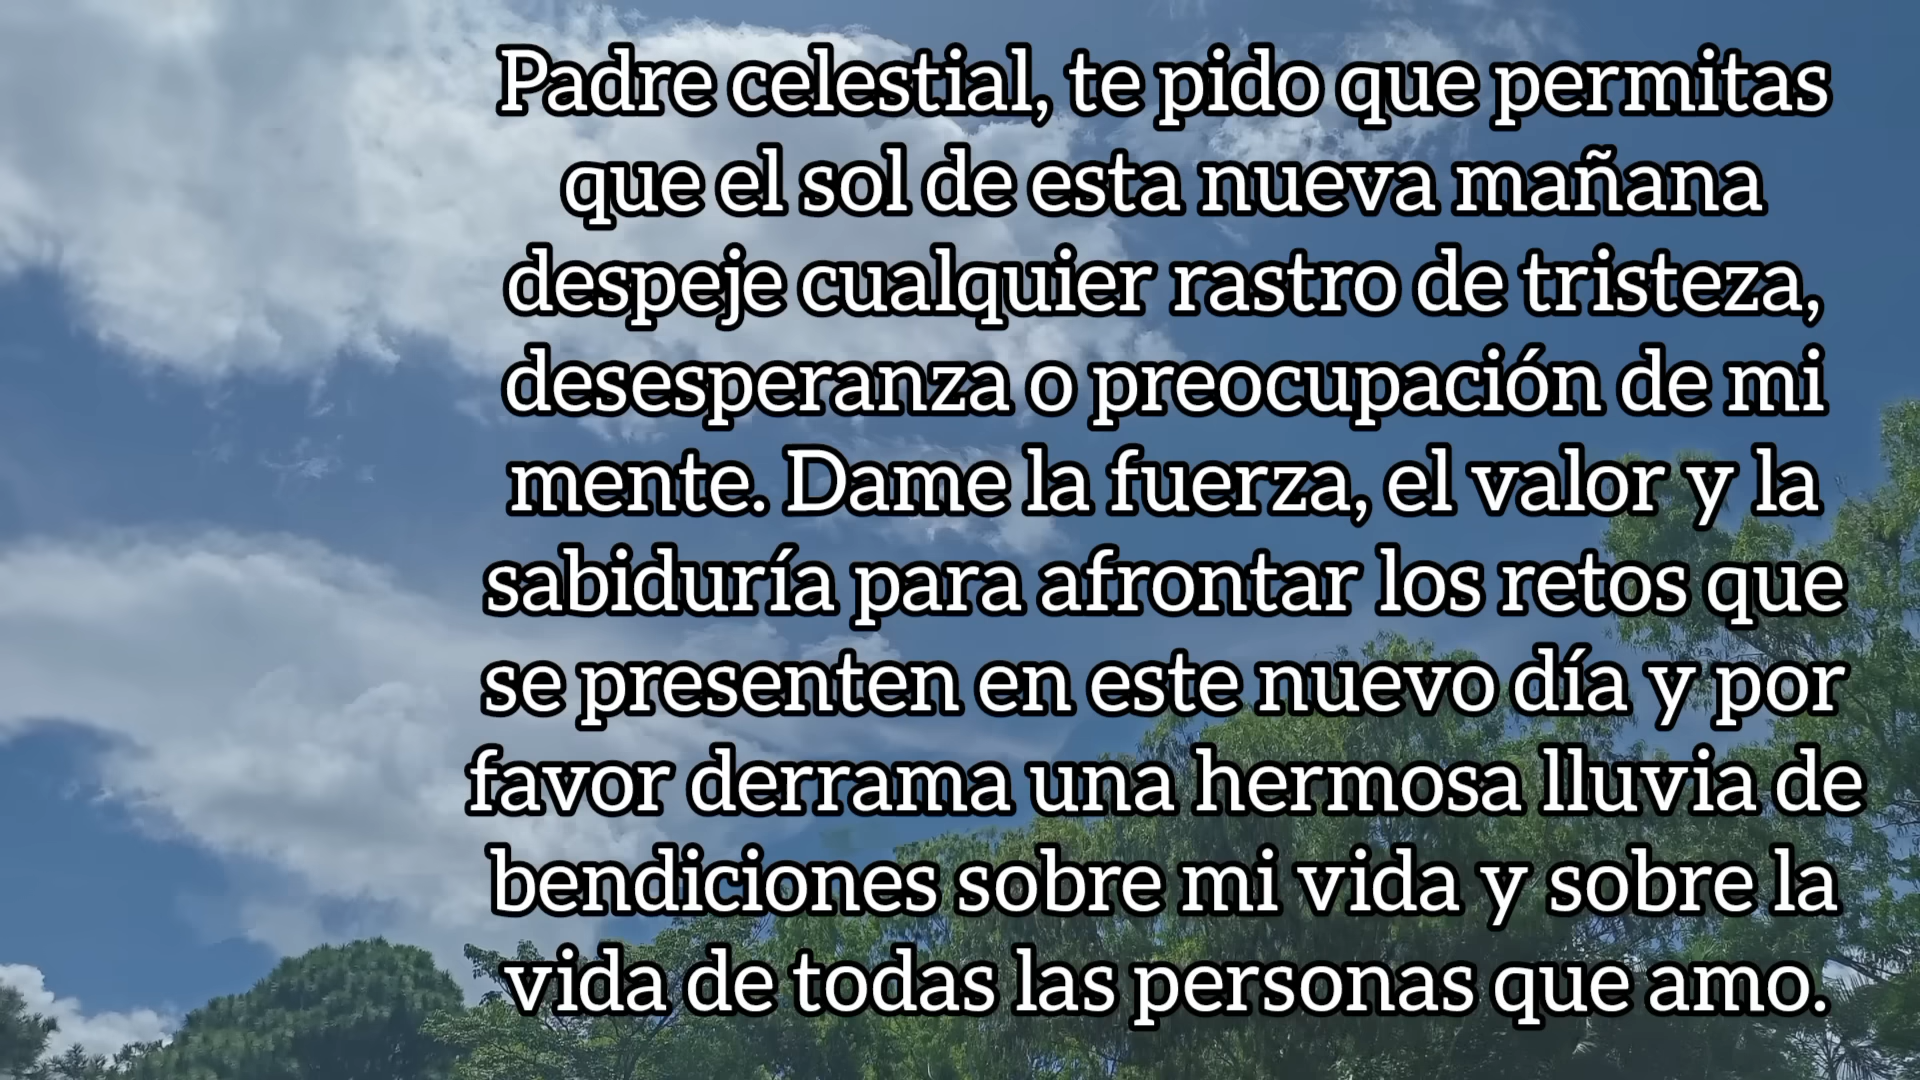 Padre celestial, te pido que permitas
que el sol de esta nueva mañana
despeje cualquier rastro de tristeza,
desesperanza o preocupación de mi
mente. Dame la fuerza, el valor y la
sabiduría para afrontar los retos que
se presenten en este nuevo día y por
favor derrama una hermosa lluvia de
bendiciones sobre mi vida y sobre la
vida de todas las personas que amo.